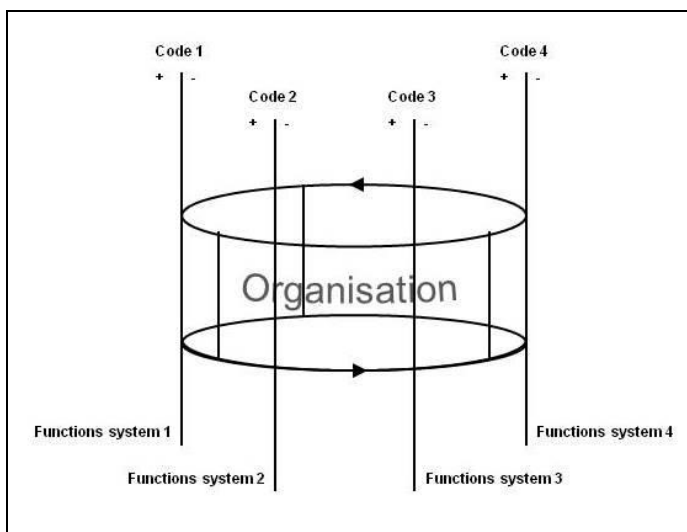 Code 1
Code 4
+ -
+ -
Code 2
Code 3
+ -
+ -
Organisation
Functions system 1
Functions system 4
Functions system 2
Functions system 3